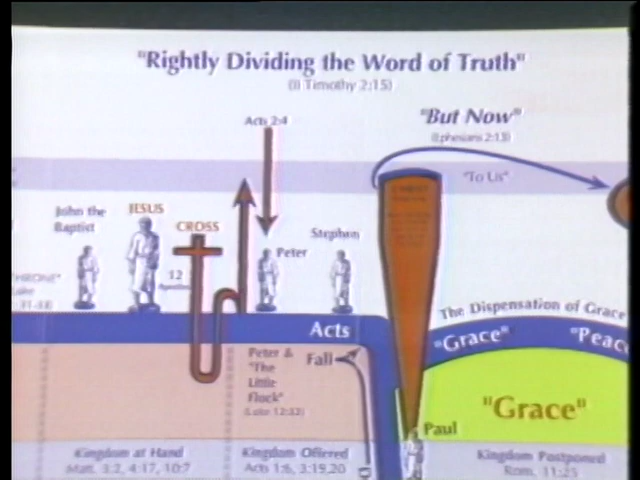 "Rightly Dividing the Word of Truth"
(II Timothy 2:15)
Acts 2:4
"But Now"
(Ephesians 2:13)
"To Us"
John the
Baptist
JESUS
CROSS
Stephen
Peter
12
THRONE"
The Dispensation of Grace
"Grace"
"Peac
Acts
Peter &
"The
Little
Flock"
(Luke 12:32)
Fall
"Grace"
Paul
Kingdom at Hand
Matt. 3:2, 4:17, 10:7
Kingdom Offered
Acts 1:6, 3:19,20
Kingdom Postponed
Rom. 11:25